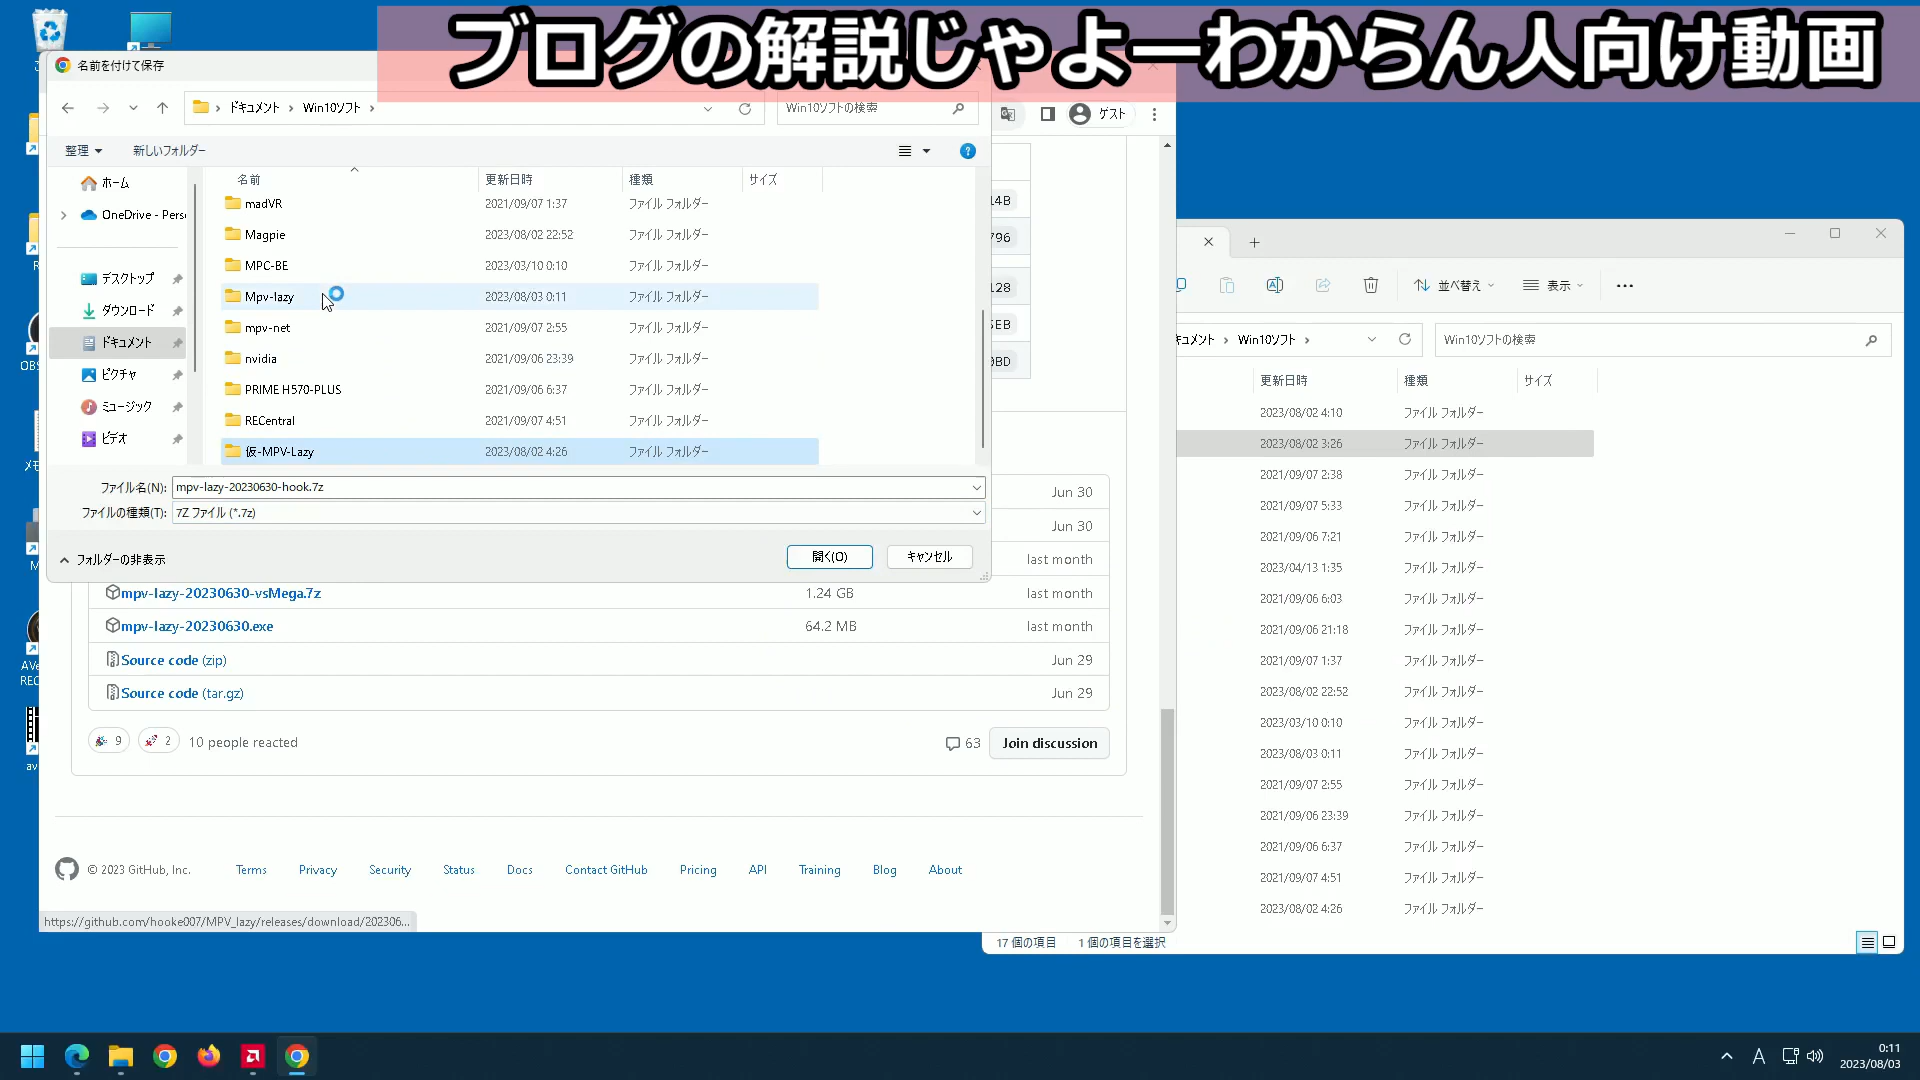 ブログの解説じゃよーわからん人向け動画
名前を付けて保存
ドキュメント
Win10ソフト
Win10ソフトの検索
ゲスト
整理
新しいフォルダー
名前
更新日時
種類
サイズ
ホーム
OneDrive - Pers
デスクトップ
ダウンロード
ドキュメント
ピクチャ
ミュージック
ビデオ
madVR 2021/09/07 1:37 ファイル フォルダー
Magpie 2023/08/02 22:52 ファイル フォルダー
MPC-BE 2023/03/10 0:10 ファイル フォルダー
Mpv-lazy 2023/08/03 0:11 ファイル フォルダー
mpv-net 2021/09/07 2:55 ファイル フォルダー
nvidia 2021/09/06 23:39 ファイル フォルダー
PRIME H570-PLUS 2021/09/06 6:37 ファイル フォルダー
RECentral 2021/09/07 4:51 ファイル フォルダー
仮-MPV-Lazy 2023/08/02 4:26 ファイル フォルダー
ファイル名(N): mpv-lazy-20230630-hook.7z
ファイルの種類(T): 7Z ファイル (*.7z)
フォルダーの非表示
開く(O)
キャンセル
14B
796
128
EB
BD
Jun 30
Jun 30
last month
mpv-lazy-20230630-vsMega.7z 1.24 GB last month
mpv-lazy-20230630.exe 64.2 MB last month
Source code (zip) Jun 29
Source code (tar.gz) Jun 29
9
2
10 people reacted
63
Join discussion
© 2023 GitHub, Inc.
Terms
Privacy
Security
Status
Docs
Contact GitHub
Pricing
API
Training
Blog
About
https://github.com/hooke007/MPV_lazy/releases/download/202306...
並べ替え
表示
キュメント
Win10ソフト
Win10ソフトの検索
更新日時
種類
サイズ
2023/08/02 4:10 ファイル フォルダー
2023/08/02 3:26 ファイル フォルダー
2021/09/07 2:38 ファイル フォルダー
2021/09/07 5:33 ファイル フォルダー
2021/09/06 7:21 ファイル フォルダー
2023/04/13 1:35 ファイル フォルダー
2021/09/06 6:03 ファイル フォルダー
2021/09/06 21:18 ファイル フォルダー
2021/09/07 1:37 ファイル フォルダー
2023/08/02 22:52 ファイル フォルダー
2023/03/10 0:10 ファイル フォルダー
2023/08/03 0:11 ファイル フォルダー
2021/09/07 2:55 ファイル フォルダー
2021/09/06 23:39 ファイル フォルダー
2021/09/06 6:37 ファイル フォルダー
2021/09/07 4:51 ファイル フォルダー
2023/08/02 4:26 ファイル フォルダー
17 個の項目
1 個の項目を選択
OBS
メモ
AVe
REC
av
A
0:11
2023/08/03